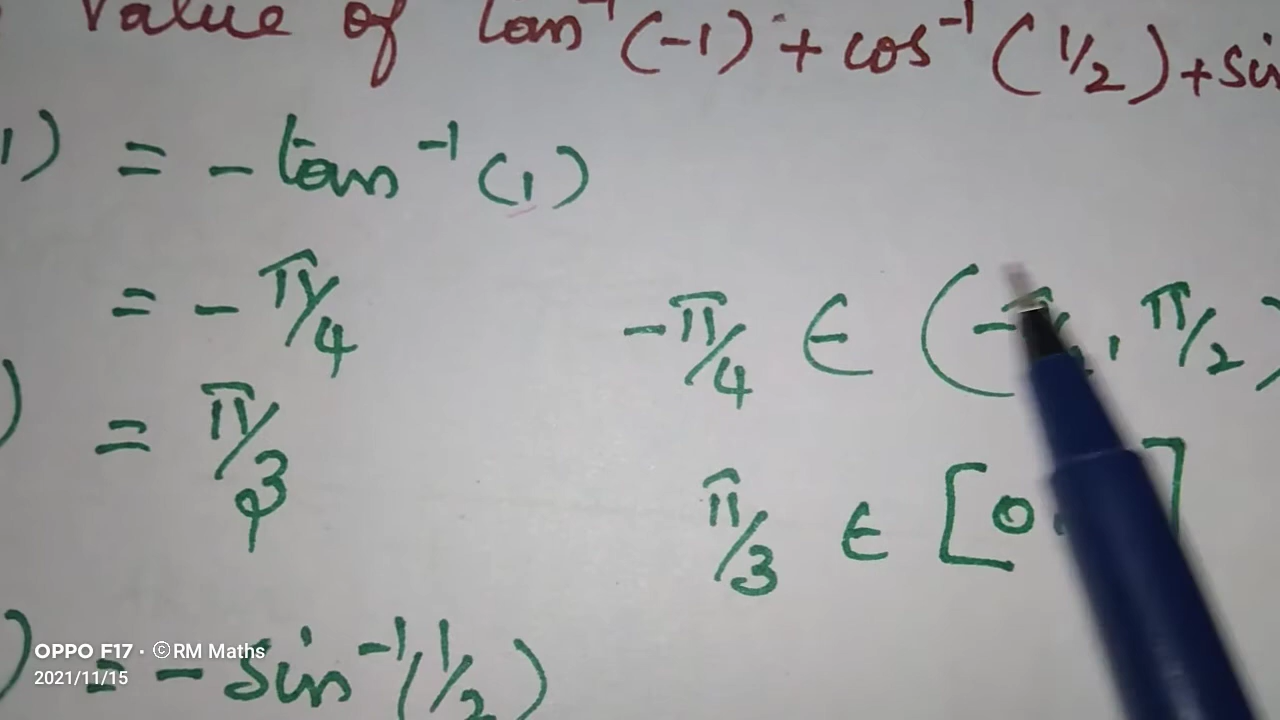 Value of tan⁻¹(-1) + cos⁻¹(1/2) + sin
1) = - tan⁻¹(1)
= - π/4 -π/4 ∈ (-π/2, π/2)
) = π/3 π/3 ∈ [0, ]
) = - sin⁻¹(1/2)
OPPO F17 · ©RM Maths
2021/11/15